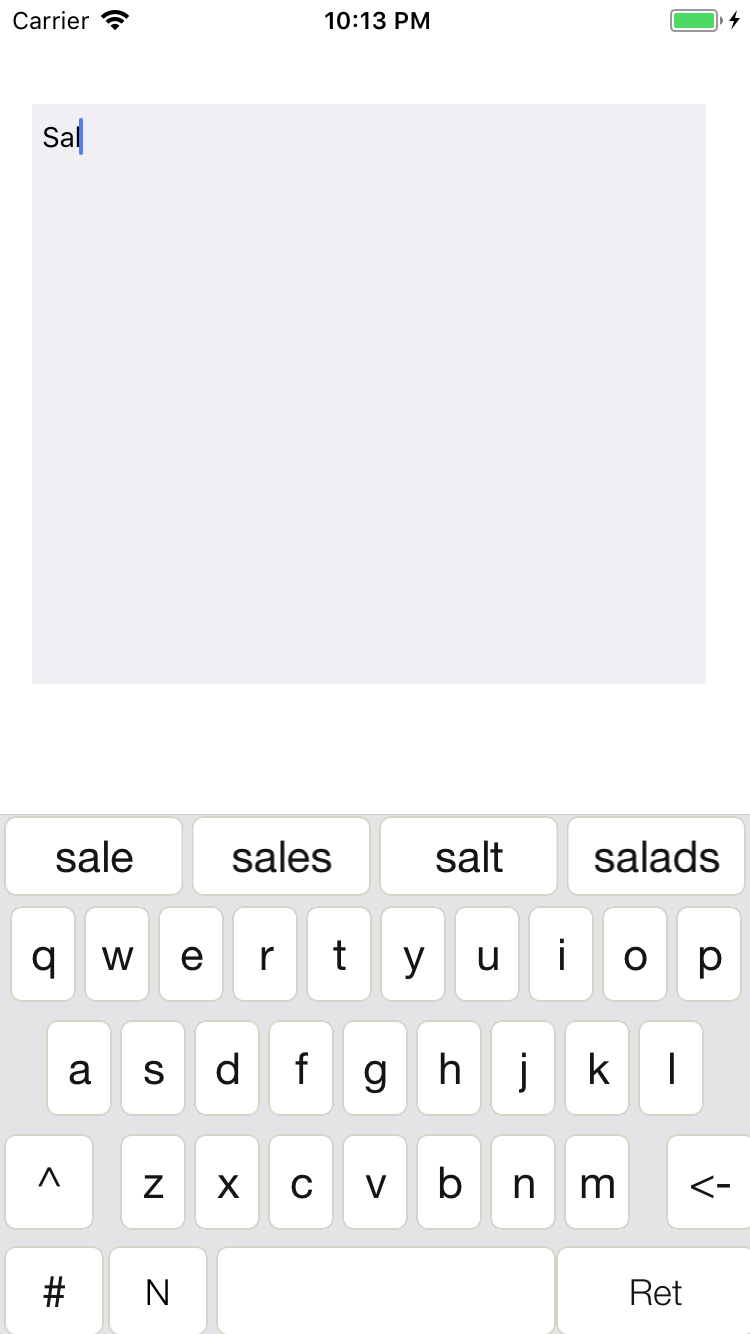 Carrier 10:13 PM
Sal
sale sales salt salads
q w e r t y u i o p
a s d f g h j k l
^ z x c v b n m <-
# N Ret